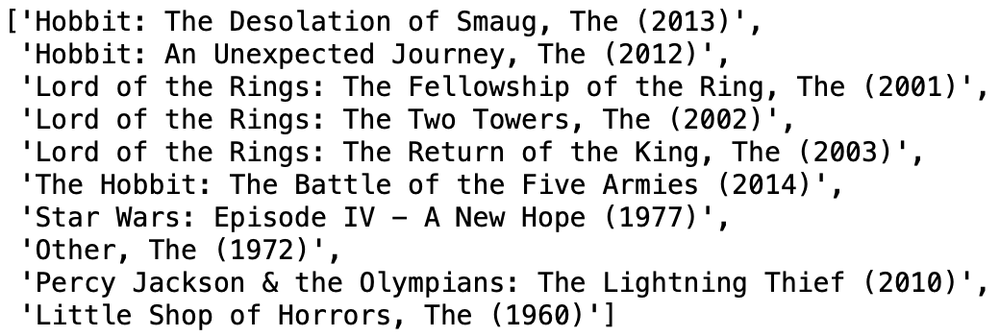 ['Hobbit: The Desolation of Smaug, The (2013)',
'Hobbit: An Unexpected Journey, The (2012)',
'Lord of the Rings: The Fellowship of the Ring, The (2001)',
'Lord of the Rings: The Two Towers, The (2002)',
'Lord of the Rings: The Return of the King, The (2003)',
'The Hobbit: The Battle of the Five Armies (2014)',
'Star Wars: Episode IV - A New Hope (1977)',
'Other, The (1972)',
'Percy Jackson & the Olympians: The Lightning Thief (2010)',
'Little Shop of Horrors, The (1960)']